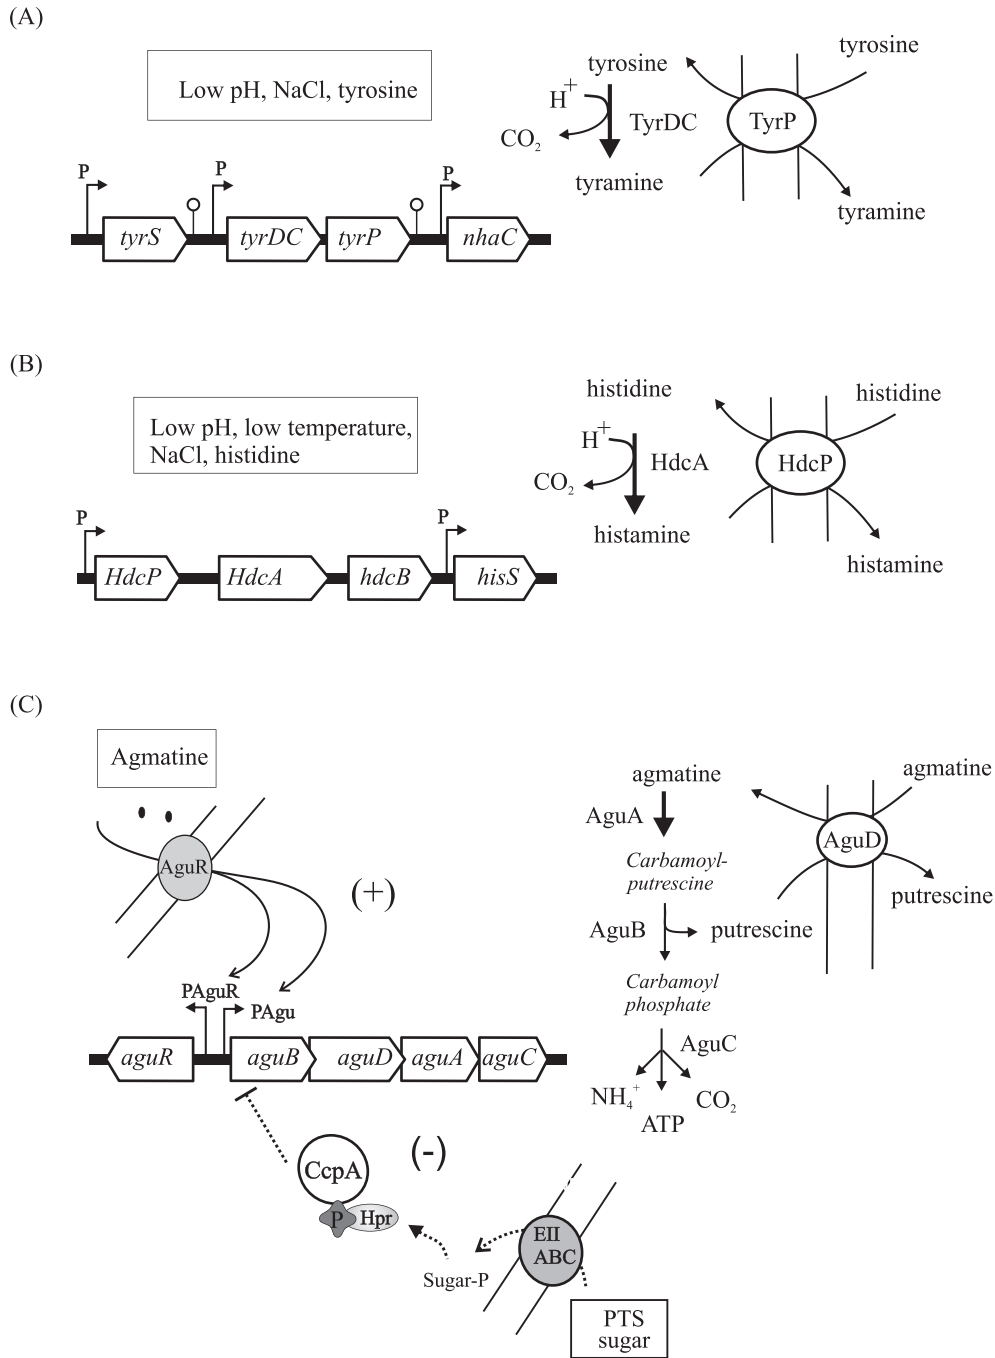 (A)
Low pH, NaCl, tyrosine
tyrosine
H+
CO2
TyrDC
tyramine
tyrosine
TyrP
tyramine
P
P
P
tyrS
tyrDC
tyrP
nhaC
(B)
Low pH, low temperature,
NaCl, histidine
histidine
H+
CO2
HdcA
histamine
histidine
HdcP
histamine
P
P
HdcP
HdcA
hdcB
hisS
(C)
Agmatine
AguR
(+)
PAguR
PAgu
aguR
aguB
aguD
aguA
aguC
agmatine
AguA
Carbamoyl-
putrescine
AguB
putrescine
Carbamoyl
phosphate
AguC
NH4+
ATP
CO2
agmatine
AguD
putrescine
(-)
CcpA
P
Hpr
Sugar-P
EII
ABC
PTS
sugar